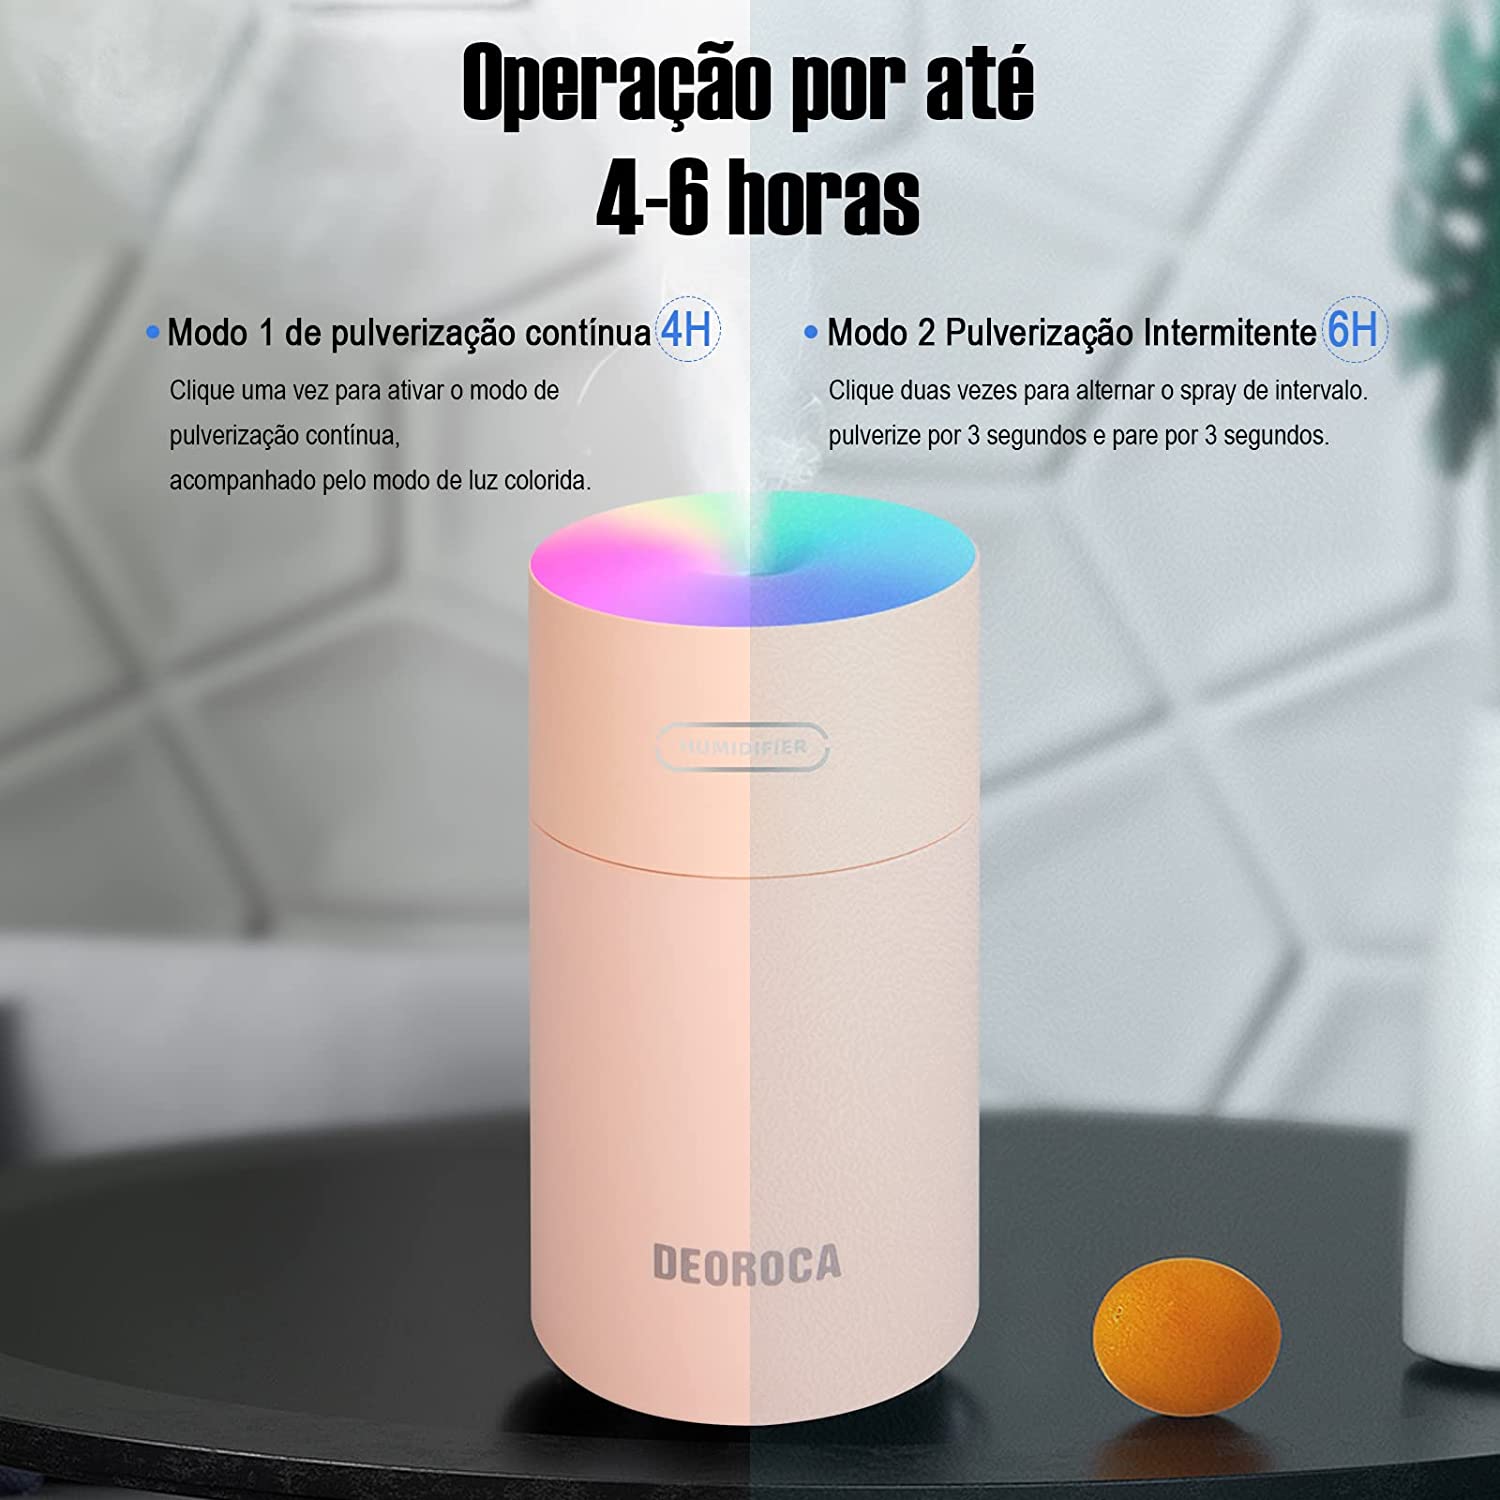 Operação por até
4-6 horas
Modo 1 de pulverização contínua 4H
Clique uma vez para ativar o modo de
pulverização contínua,
acompanhado pelo modo de luz colorida.
Modo 2 Pulverização Intermitente 6H
Clique duas vezes para alternar o spray de intervalo.
pulverize por 3 segundos e pare por 3 segundos.
HUMIDIFIER
DEOROCA